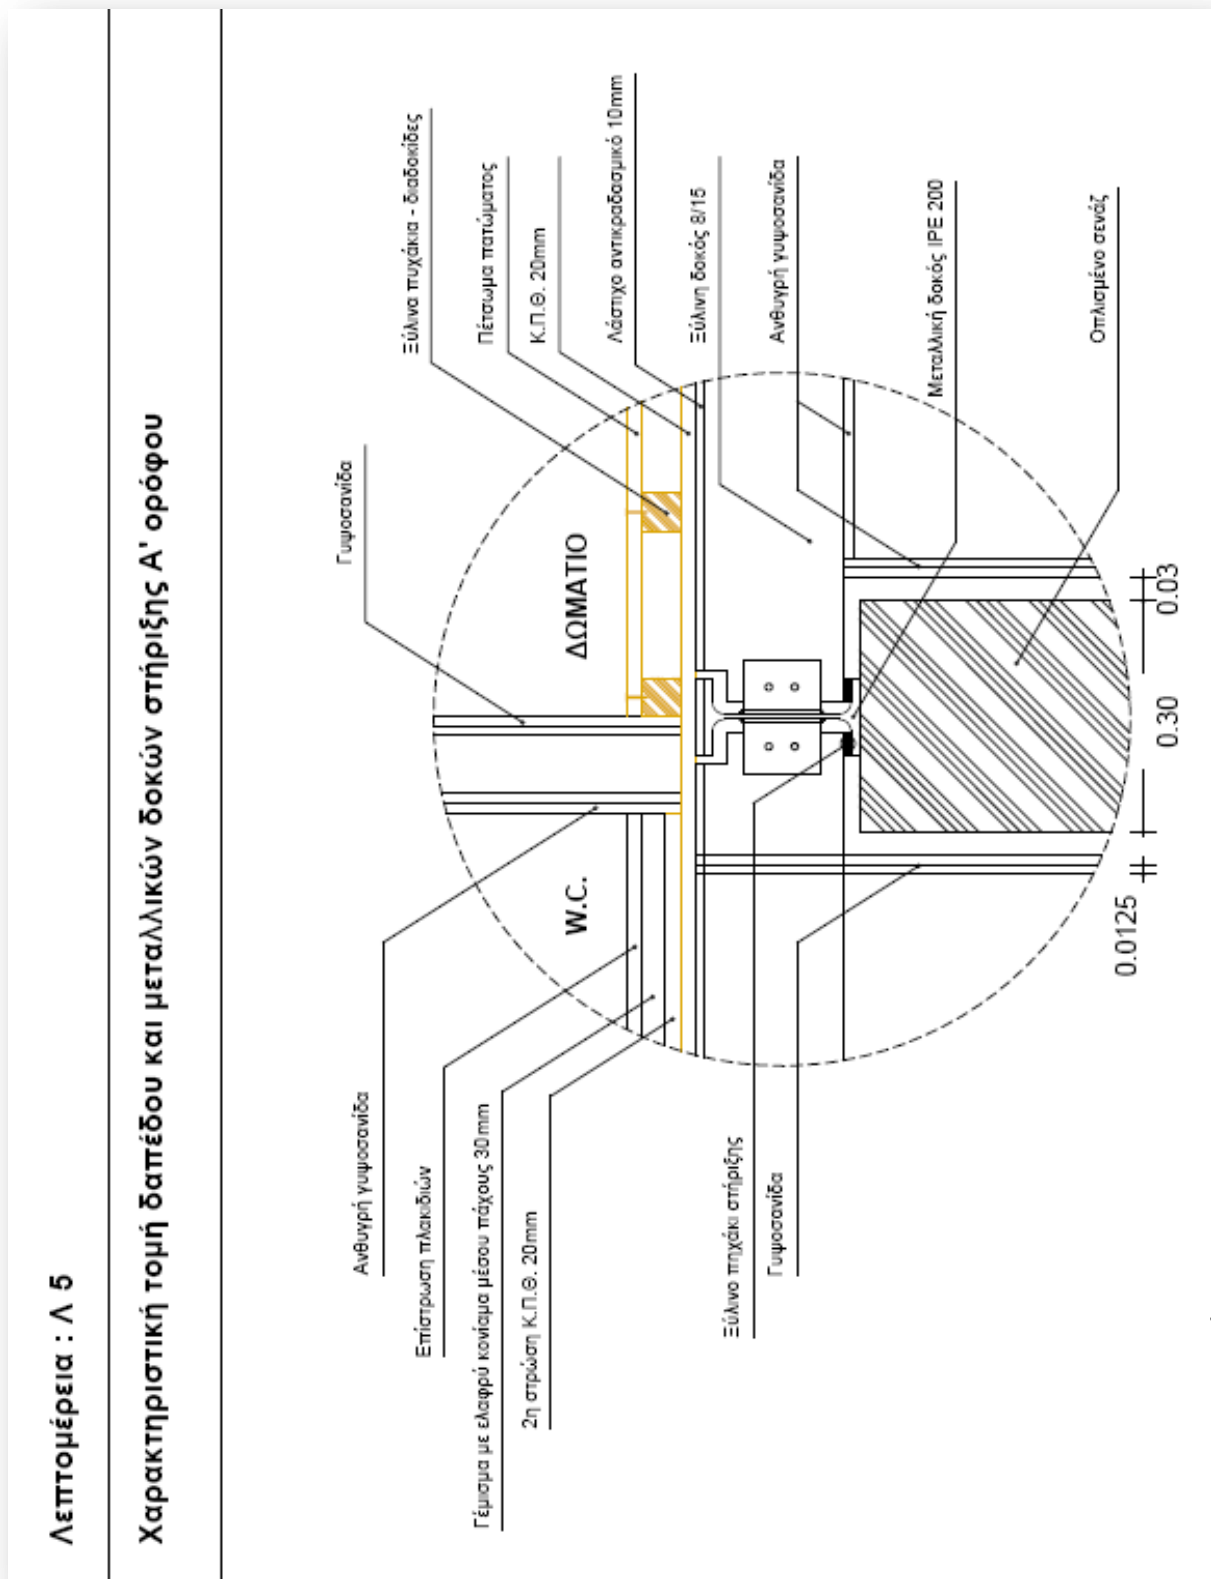 Λεπτομέρεια : Λ 5
Χαρακτηριστική τομή δαπέδου και μεταλλικών δοκών στήριξης Α' ορόφου
Γυψοσανίδα
Ξύλινα πυχάκια - διαδοκίδες
Πέτσωμα πατώματος
Κ.Π.Θ. 20mm
Λάστιχο αντικραδασμικό 10mm
Ξύλινη δοκός 8/15
Ανθυγρή γυψοσανίδα
Μεταλλική δοκός IPE 200
Οπλισμένο σενάζ
ΔΩΜΑΤΙΟ
W.C.
Ανθυγρή γυψοσανίδα
Επίστρωση πλακιδιών
Γέμισμα με ελαφρύ κονίαμα μέσου πάχους 30mm
2η στρώση Κ.Π.Θ. 20mm
Ξύλινο πηχάκι στήριξης
Γυψοσανίδα
0.0125
0.30
0.03